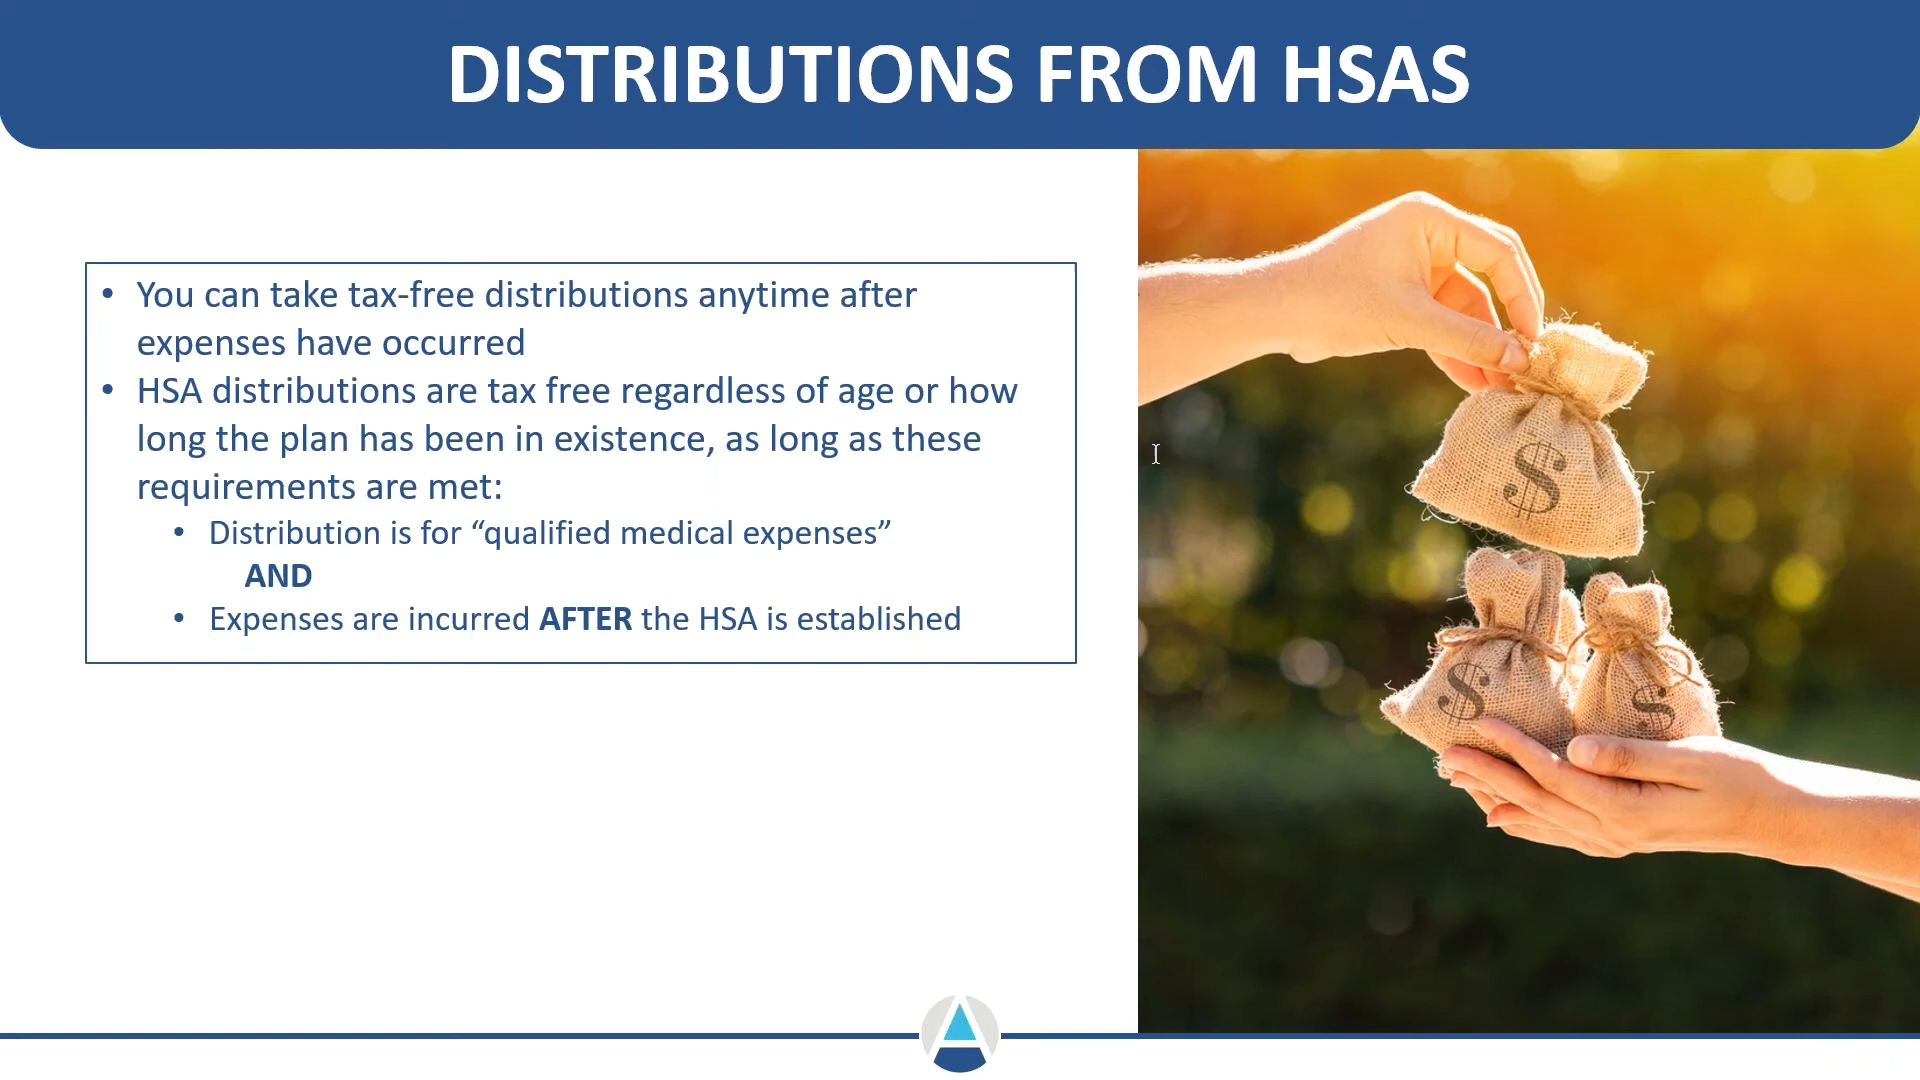 DISTRIBUTIONS FROM HSAS
• You can take tax-free distributions anytime after
expenses have occurred
• HSA distributions are tax free regardless of age or how
long the plan has been in existence, as long as these
requirements are met:
• Distribution is for “qualified medical expenses”
AND
• Expenses are incurred AFTER the HSA is established
$
$
$